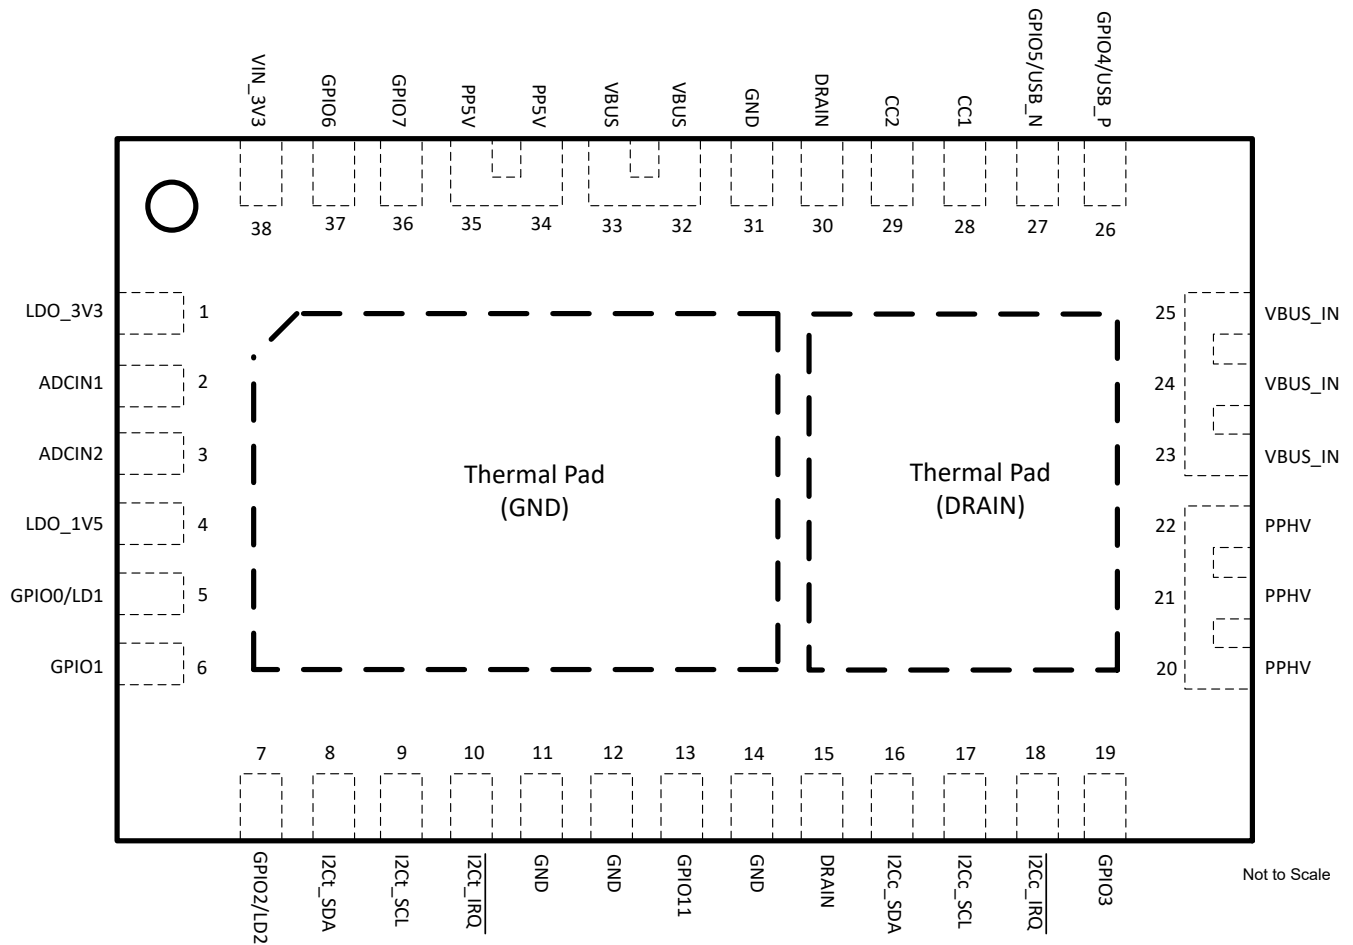 VIN_3V3
GPIO6
GPIO7
PP5V
PP5V
VBUS
VBUS
GND
DRAIN
CC2
CC1
GPIO5/USB_N
GPIO4/USB_P
38
37
36
35
34
33
32
31
30
29
28
27
26
LDO_3V3
1
25
VBUS_IN
ADCIN1
2
24
VBUS_IN
ADCIN2
3
23
VBUS_IN
Thermal Pad
(GND)
Thermal Pad
(DRAIN)
LDO_1V5
4
22
PPHV
GPIO0/LD1
5
21
PPHV
GPIO1
6
20
PPHV
7
8
9
10
11
12
13
14
15
16
17
18
19
GPIO2/LD2
I2Ct_SDA
I2Ct_SCL
I2Ct_IRQ
GND
GND
GPIO11
GND
DRAIN
I2Cc_SDA
I2Cc_SCL
I2Cc_IRQ
GPIO3
Not to Scale